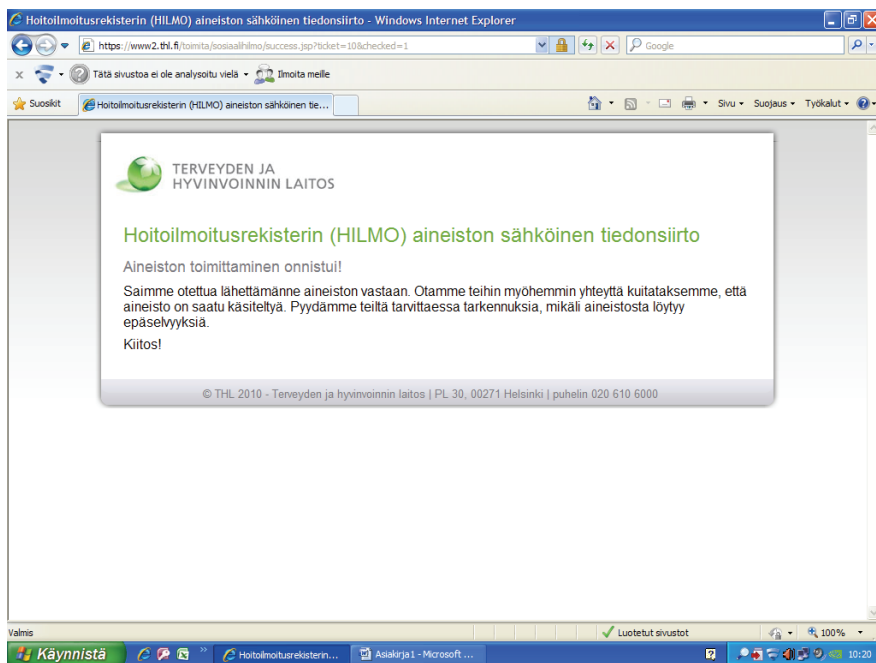 Hoitoilmoitusrekisterin (HILMO) aineiston sähköinen tiedonsiirto - Windows Internet Explorer
https://www2.thl.fi/toimita/sosiaalihilmo/success.jsp?ticket=10&checked=1
Google
x Tätä sivustoa ei ole analysoitu vielä Ilmoita meille
Suosikit
Hoitoilmoitusrekisterin (HILMO) aineiston sähköinen tie...
Sivu Suojaus Työkalut
TERVEYDEN JA
HYVINVOINNIN LAITOS
Hoitoilmoitusrekisterin (HILMO) aineiston sähköinen tiedonsiirto
Aineiston toimittaminen onnistui!
Saimme otettua lähettämänne aineiston vastaan. Otamme teihin myöhemmin yhteyttä kuitataksemme, että
aineisto on saatu käsiteltyä. Pyydämme teiltä tarvittaessa tarkennuksia, mikäli aineistosta löytyy
epäselvyyksiä.
Kiitos!
© THL 2010 - Terveyden ja hyvinvoinnin laitos | PL 30, 00271 Helsinki | puhelin 020 610 6000
Valmis
Luotetut sivustot
100%
Käynnistä
Hoitoilmoitusrekisterin...
Asiakirja1 - Microsoft ...
10:20